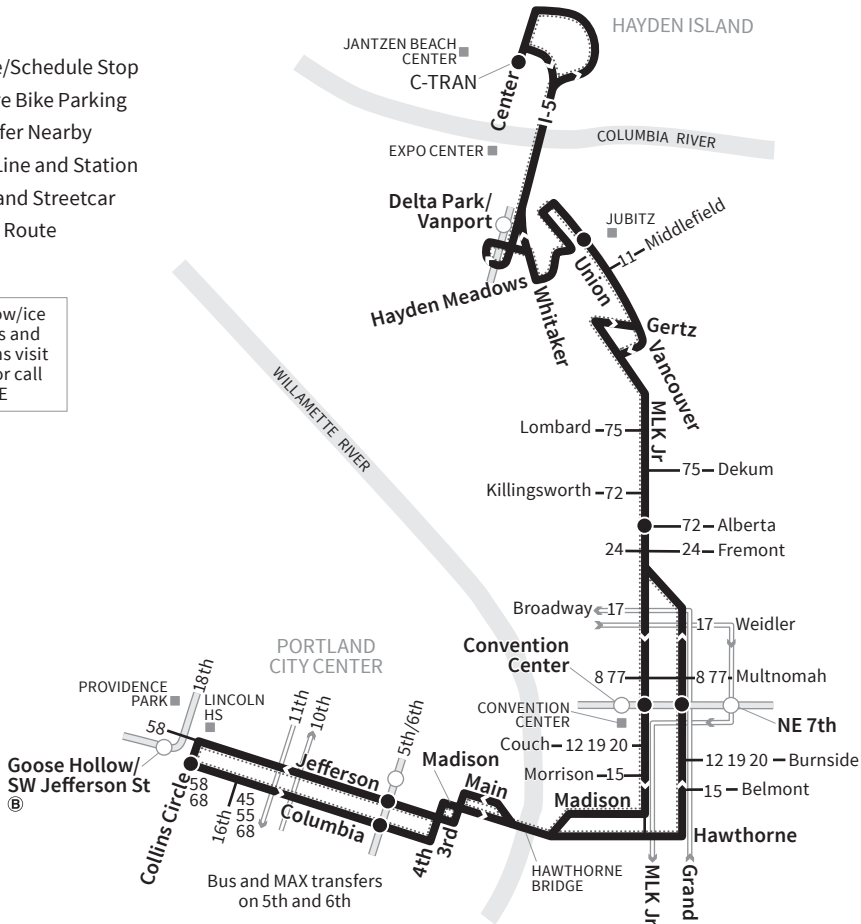 HAYDEN ISLAND
JANTZEN BEACH
CENTER
C-TRAN
Center
I-5
e/Schedule Stop
e Bike Parking
fer Nearby
Line and Station
and Streetcar
Route
COLUMBIA RIVER
EXPO CENTER
Delta Park/
Vanport
JUBITZ
11
Middlefield
Union
Hayden Meadows
Whitaker
Gertz
Vancouver
ow/ice
s and
ns visit
or call
E
WILLAMETTE RIVER
MLK Jr
Lombard 75
75 Dekum
Killingsworth 72
72 Alberta
24
24 Fremont
Broadway 17
17 Weidler
Convention
Center
8 77
8 77 Multnomah
CONVENTION
CENTER
NE 7th
Couch 12 19 20
12 19 20 Burnside
Morrison 15
15 Belmont
Madison
Hawthorne
HAWTHORNE
BRIDGE
MLK Jr
Grand
PORTLAND
CITY CENTER
PROVIDENCE
PARK
18th
LINCOLN
HS
11th
10th
5th/6th
58
Goose Hollow/
SW Jefferson St
B
Jefferson
Madison
Main
58
68
Collins Circle
16th
45
55
68
Columbia
4th
3rd
Bus and MAX transfers
on 5th and 6th